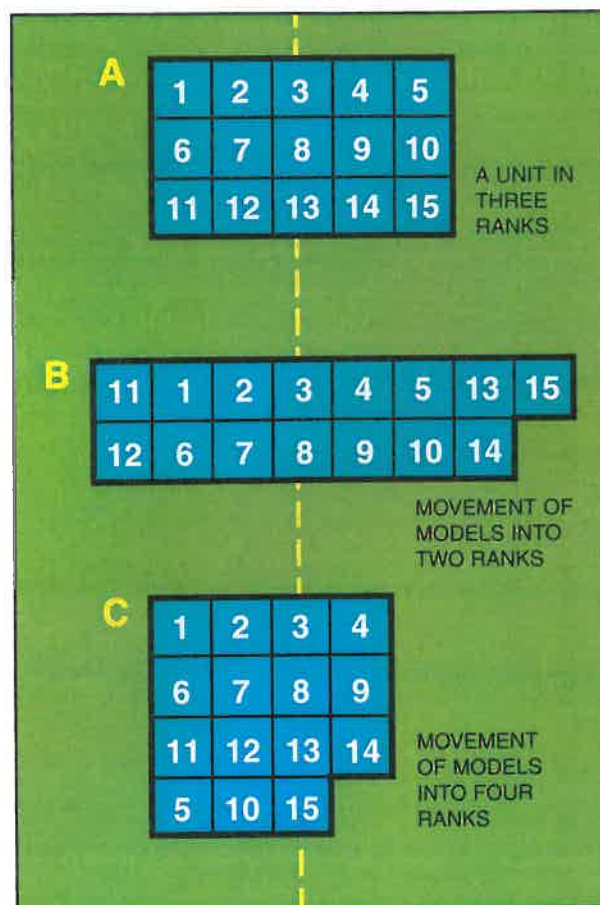 A
1 2 3 4 5
6 7 8 9 10
11 12 13 14 15
A UNIT IN
THREE
RANKS
B
11 1 2 3 4 5 13 15
12 6 7 8 9 10 14
MOVEMENT OF
MODELS INTO
TWO RANKS
C
1 2 3 4
6 7 8 9
11 12 13 14
5 10 15
MOVEMENT
OF MODELS
INTO FOUR
RANKS